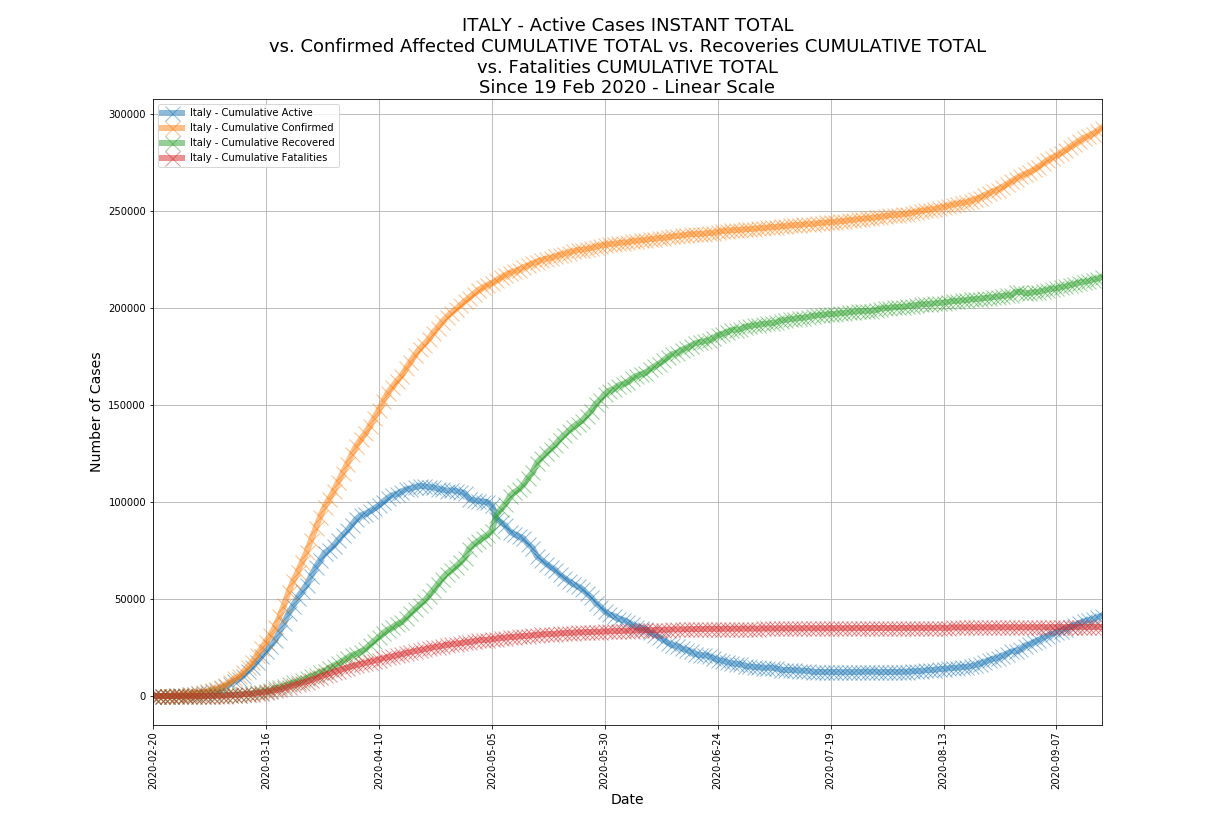 ITALY - Active Cases INSTANT TOTAL
vs. Confirmed Affected CUMULATIVE TOTAL vs. Recoveries CUMULATIVE TOTAL
vs. Fatalities CUMULATIVE TOTAL
Since 19 Feb 2020 - Linear Scale
Italy - Cumulative Active
Italy - Cumulative Confirmed
Italy - Cumulative Recovered
Italy - Cumulative Fatalities
300000
250000
200000
150000
100000
50000
0
Number of Cases
2020-02-20
2020-03-16
2020-04-10
2020-05-05
2020-05-30
2020-06-24
2020-07-19
2020-08-13
2020-09-07
Date